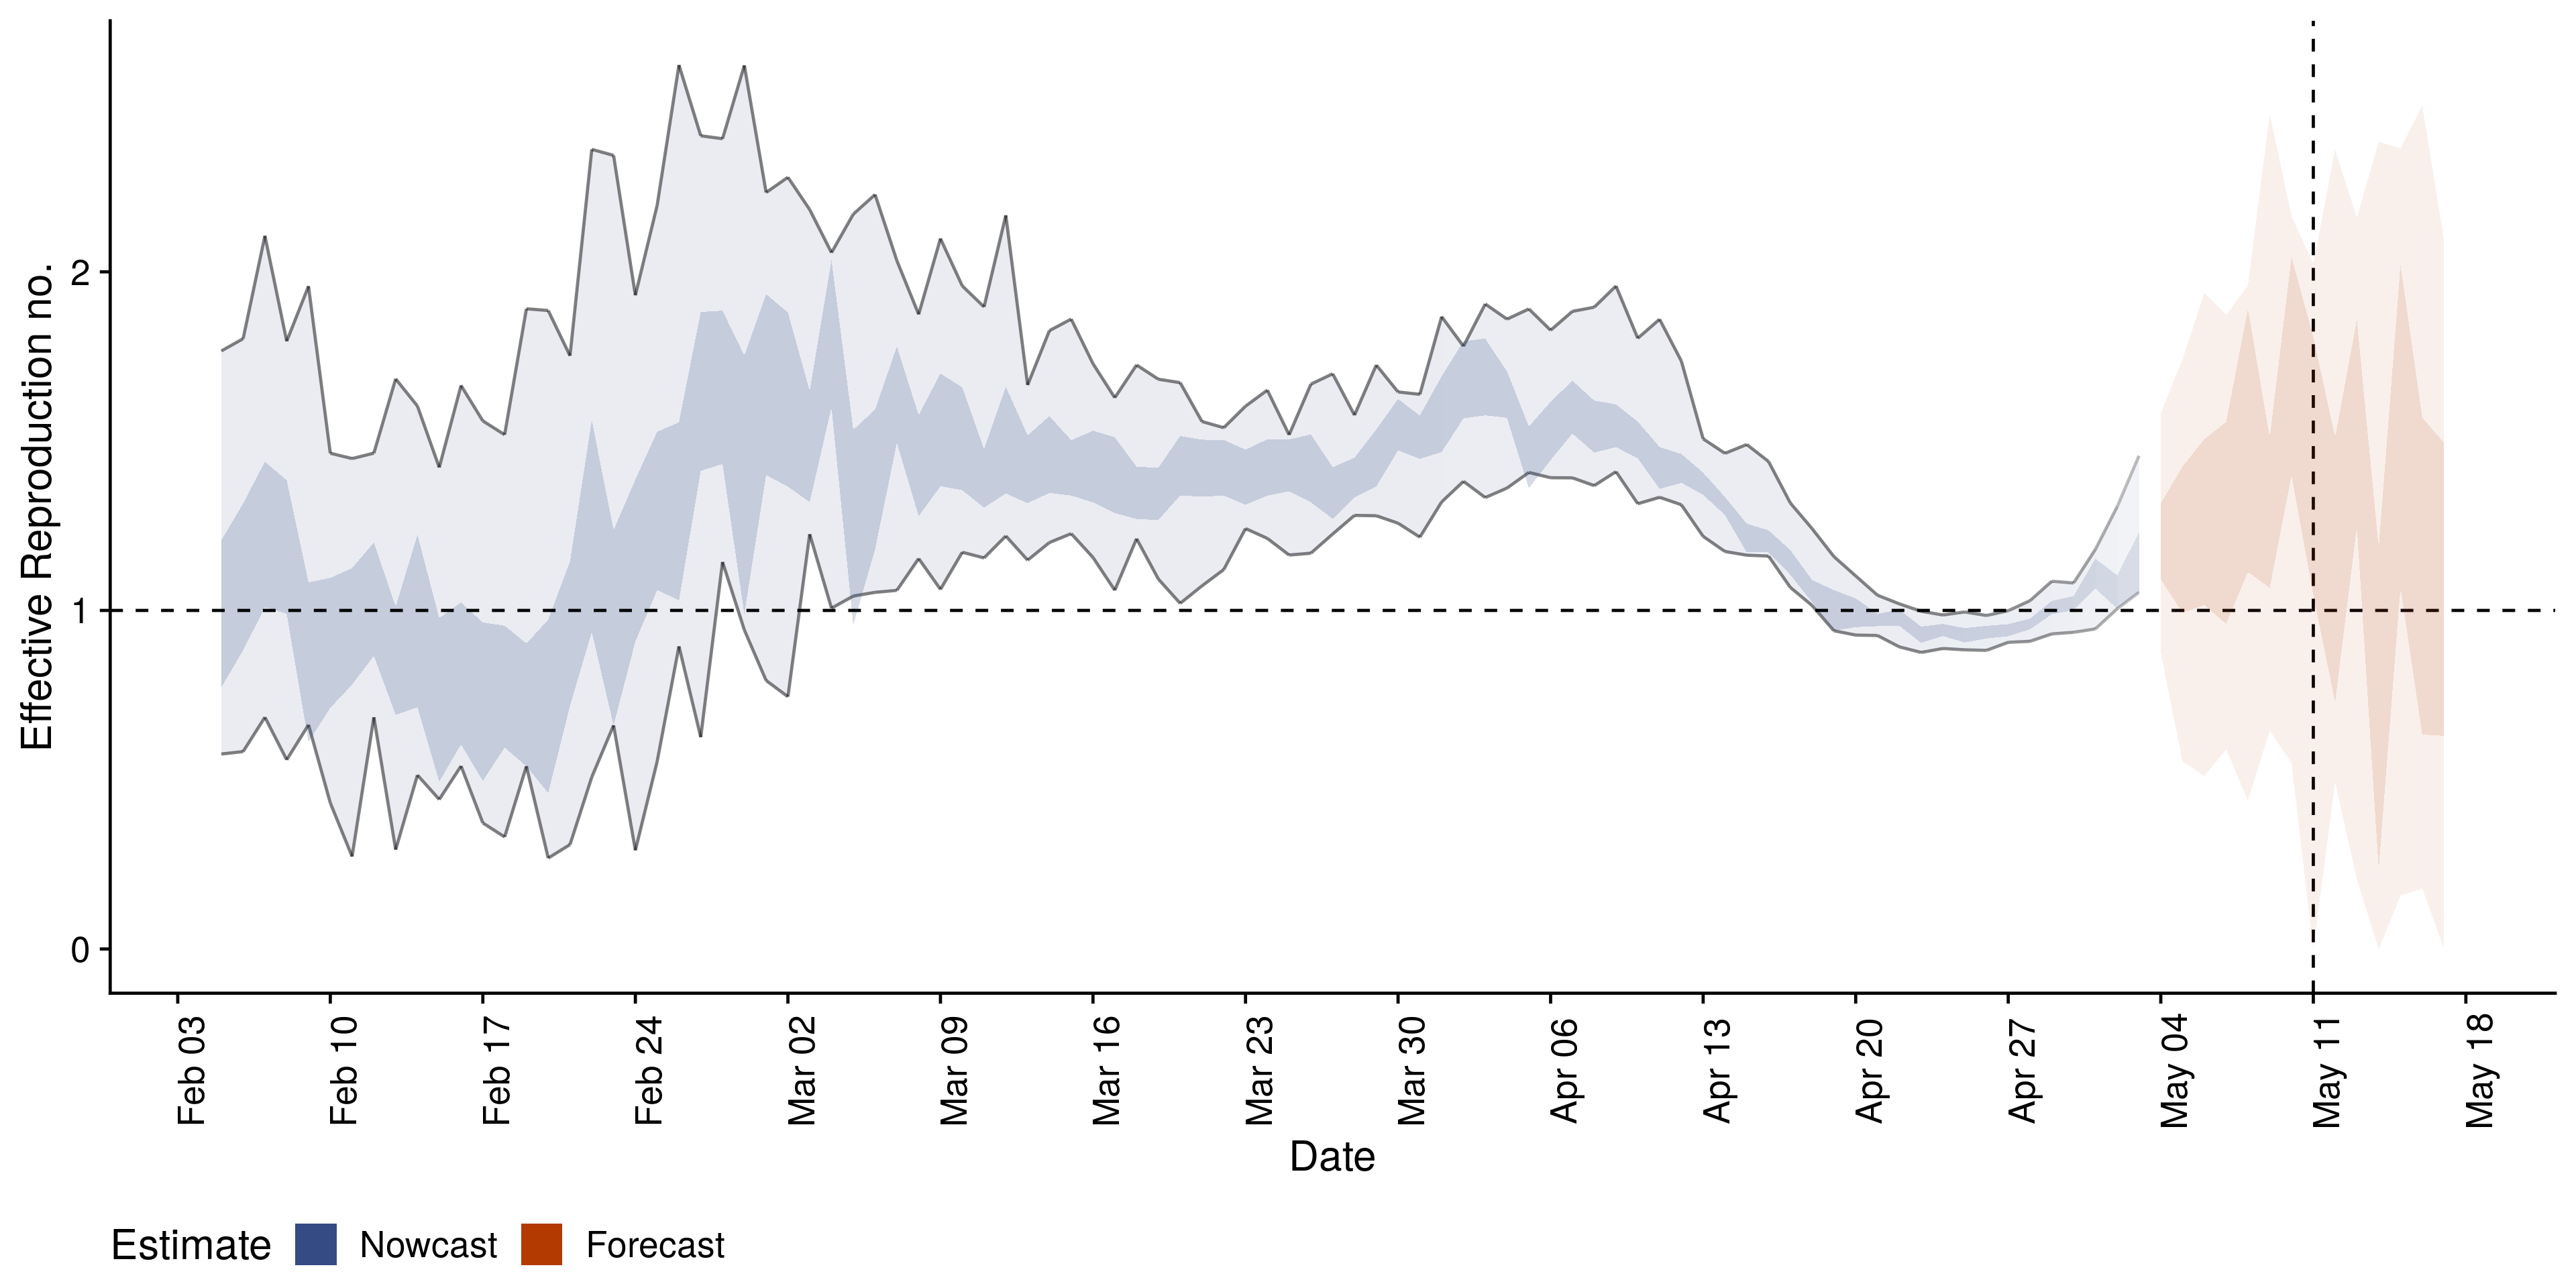 Effective Reproduction no.
2
1
0
Feb 03
Feb 10
Feb 17
Feb 24
Mar 02
Mar 09
Mar 16
Mar 23
Mar 30
Apr 06
Apr 13
Apr 20
Apr 27
May 04
May 11
May 18
Date
Estimate Nowcast Forecast